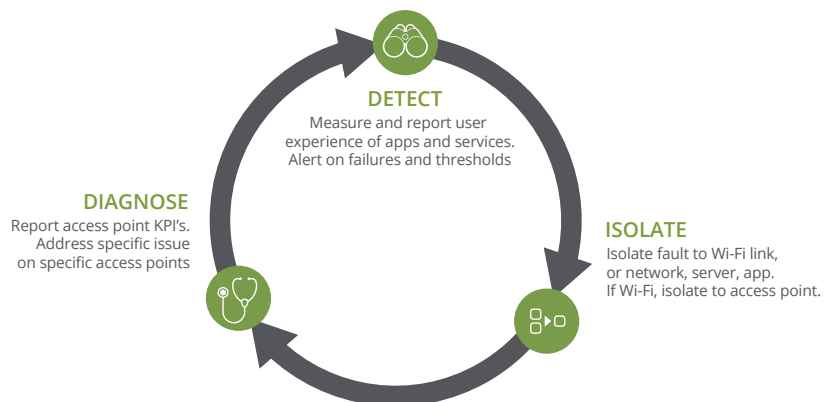 DETECT
Measure and report user
experience of apps and services.
Alert on failures and thresholds
DIAGNOSE
Report access point KPI's.
Address specific issue
on specific access points
ISOLATE
Isolate fault to Wi-Fi link,
or network, server, app.
If Wi-Fi, isolate to access point.